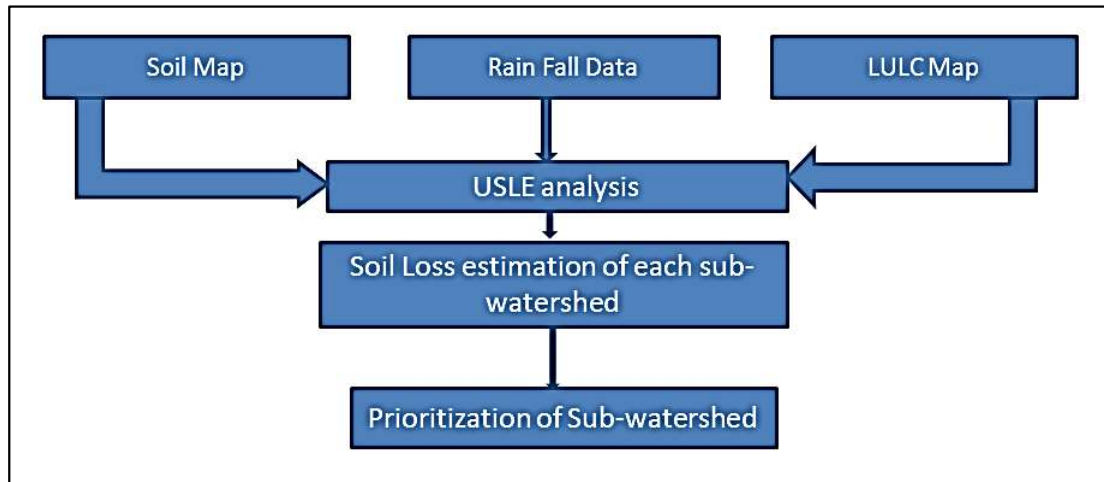 Soil Map
Rain Fall Data
LULC Map
USLE analysis
Soil Loss estimation of each sub-
watershed
Prioritization of Sub-watershed